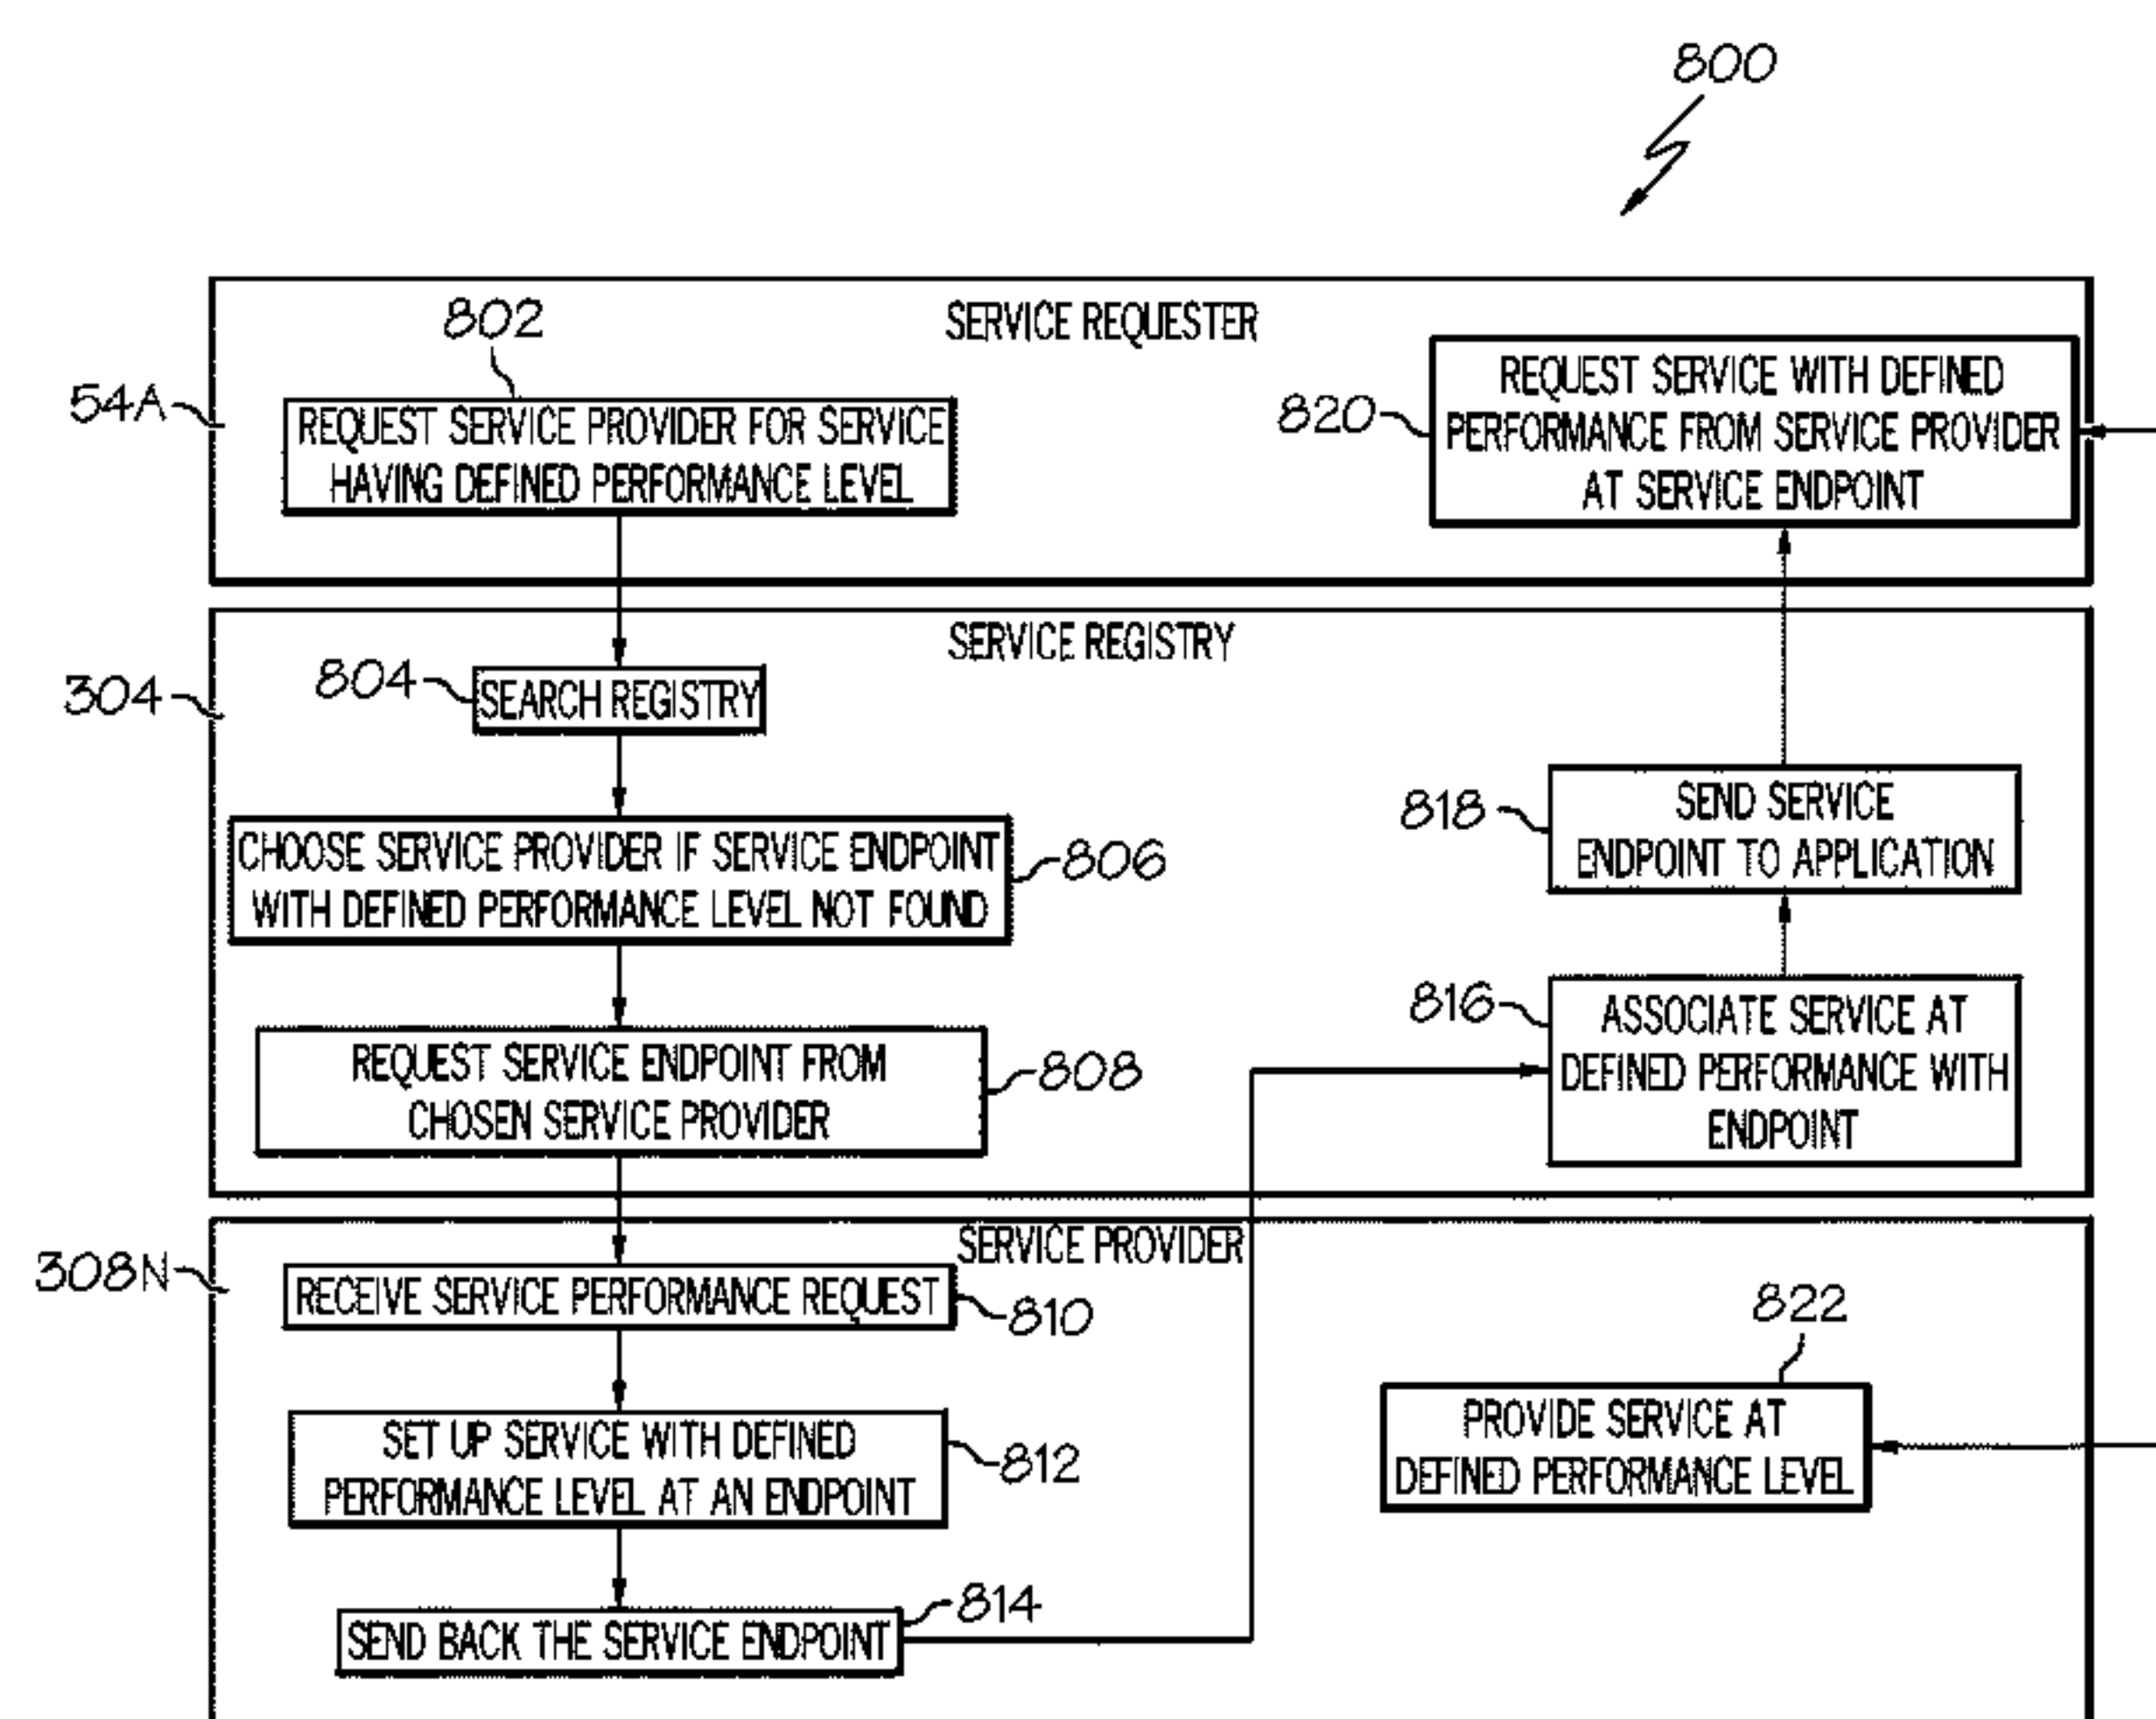 800
SERVICE REQUESTER
54A
802
REQUEST SERVICE PROVIDER FOR SERVICE
HAVING DEFINED PERFORMANCE LEVEL
820
REQUEST SERVICE WITH DEFINED
PERFORMANCE FROM SERVICE PROVIDER
AT SERVICE ENDPOINT
SERVICE REGISTRY
304
804
SEARCH REGISTRY
CHOOSE SERVICE PROVIDER IF SERVICE ENDPOINT
WITH DEFINED PERFORMANCE LEVEL NOT FOUND
806
REQUEST SERVICE ENDPOINT FROM
CHOSEN SERVICE PROVIDER
808
818
SEND SERVICE
ENDPOINT TO APPLICATION
816
ASSOCIATE SERVICE AT
DEFINED PERFORMANCE WITH
ENDPOINT
SERVICE PROVIDER
308N
RECEIVE SERVICE PERFORMANCE REQUEST
810
SET UP SERVICE WITH DEFINED
PERFORMANCE LEVEL AT AN ENDPOINT
812
SEND BACK THE SERVICE ENDPOINT
814
822
PROVIDE SERVICE AT
DEFINED PERFORMANCE LEVEL